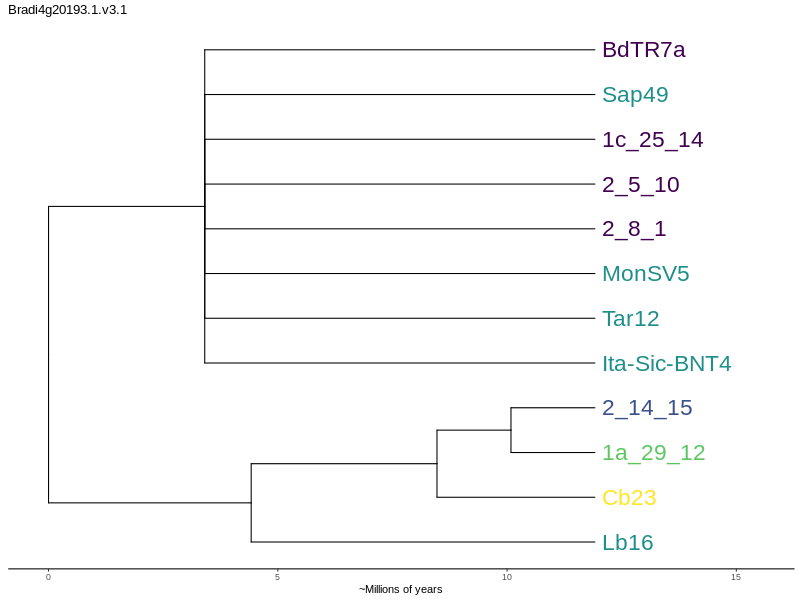 Bradi4g20193.1.v3.1
BdTR7a
Sap49
1c_25_14
2_5_10
2_8_1
MonSV5
Tar12
Ita-Sic-BNT4
2_14_15
1a_29_12
Cb23
Lb16
0 5 10 15
~Millions of years